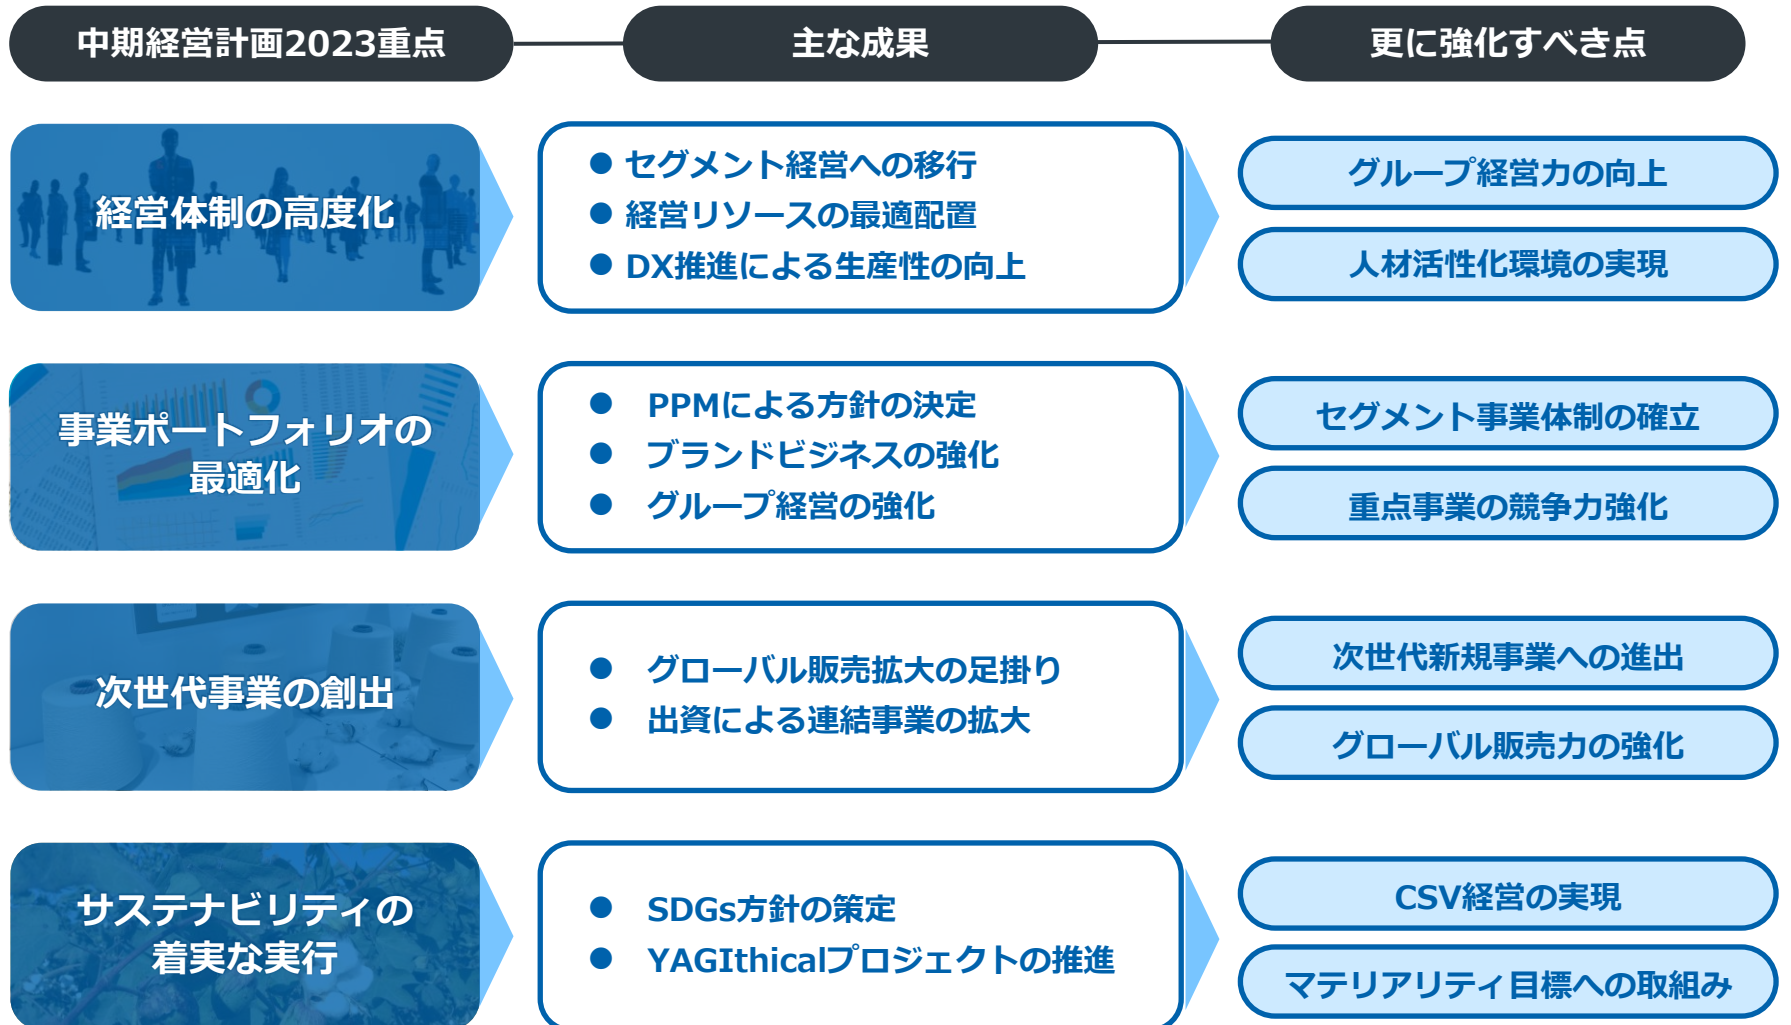 中期経営計画2023重点
主な成果
更に強化すべき点
経営体制の高度化
● セグメント経営への移行
● 経営リソースの最適配置
● DX推進による生産性の向上
グループ経営力の向上
人材活性化環境の実現
事業ポートフォリオの
最適化
● PPMによる方針の決定
● ブランドビジネスの強化
● グループ経営の強化
セグメント事業体制の確立
重点事業の競争力強化
次世代事業の創出
● グローバル販売拡大の足掛り
● 出資による連結事業の拡大
次世代新規事業への進出
グローバル販売力の強化
サステナビリティの
着実な実行
● SDGs方針の策定
● YAGIthicalプロジェクトの推進
CSV経営の実現
マテリアリティ目標への取組み